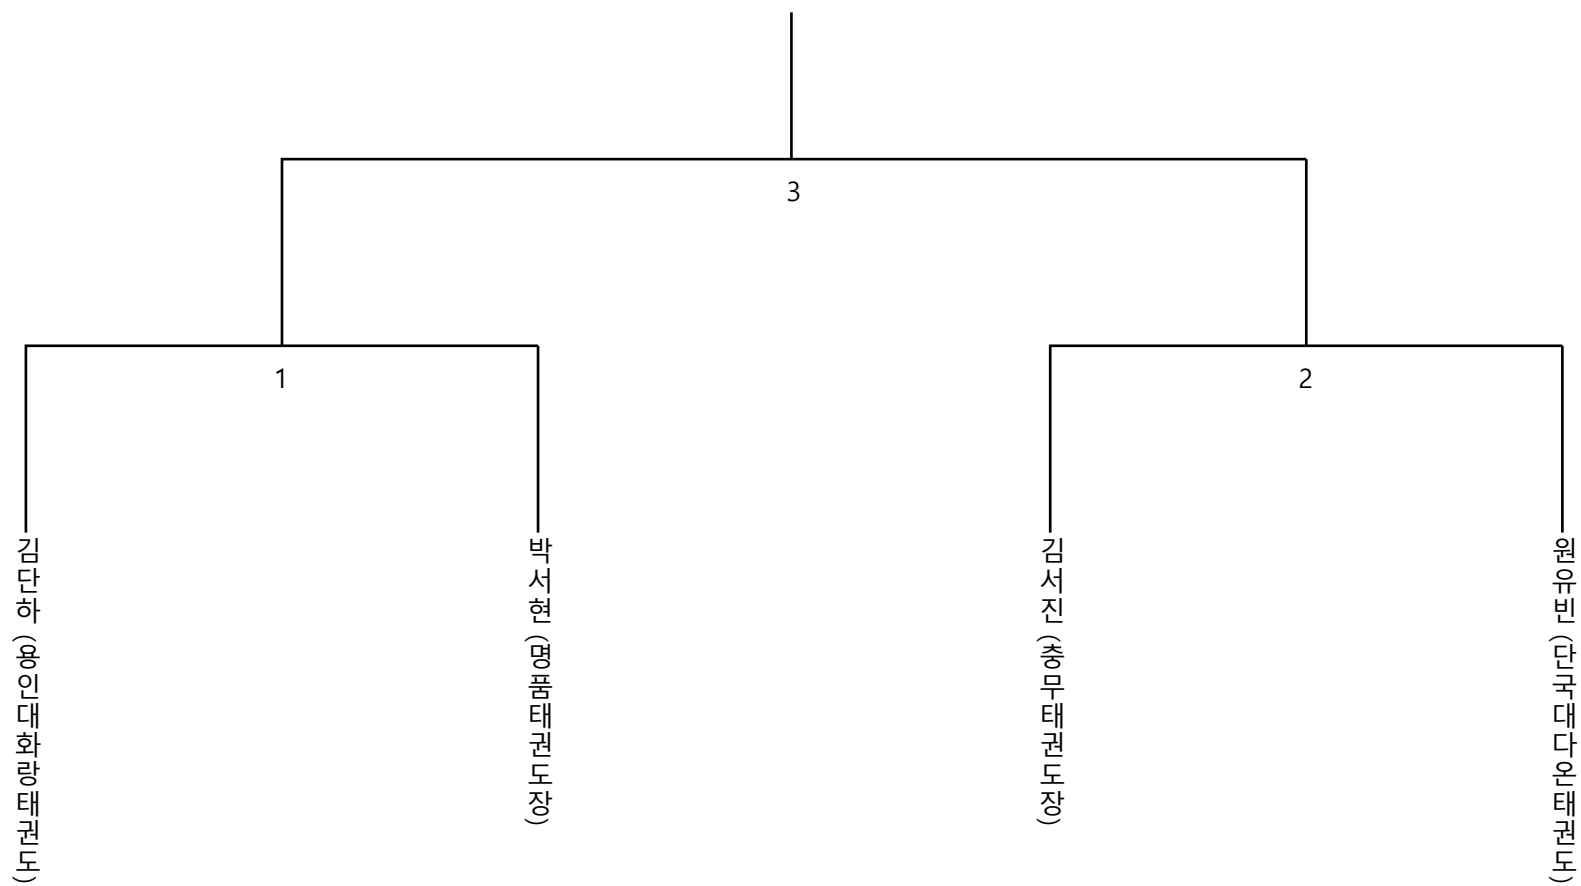 3
1
2
김단하 (용인대화랑태권도)
박서현 (명품태권도장)
김서진 (충무태권도장)
원유빈 (단국대다온태권도)